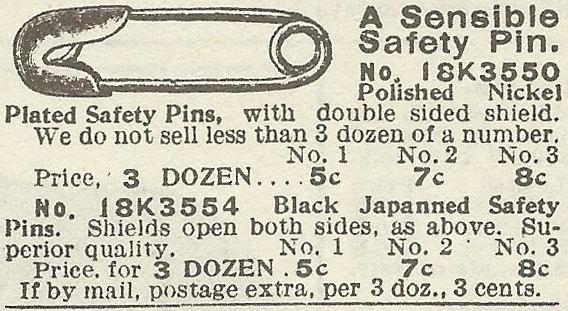 A Sensible
Safety Pin.
No. 18K3550
Polished Nickel
Plated Safety Pins, with double sided shield.
We do not sell less than 3 dozen of a number.
No. 1 No. 2 No. 3
Price, 3 DOZEN....5c 7c 8c
No. 18K3554 Black Japanned Safety
Pins. Shields open both sides, as above. Su-
perior quality. No. 1 No. 2 No. 3
Price. for 3 DOZEN .5c 7c 8c
If by mail, postage extra, per 3 doz., 3 cents.